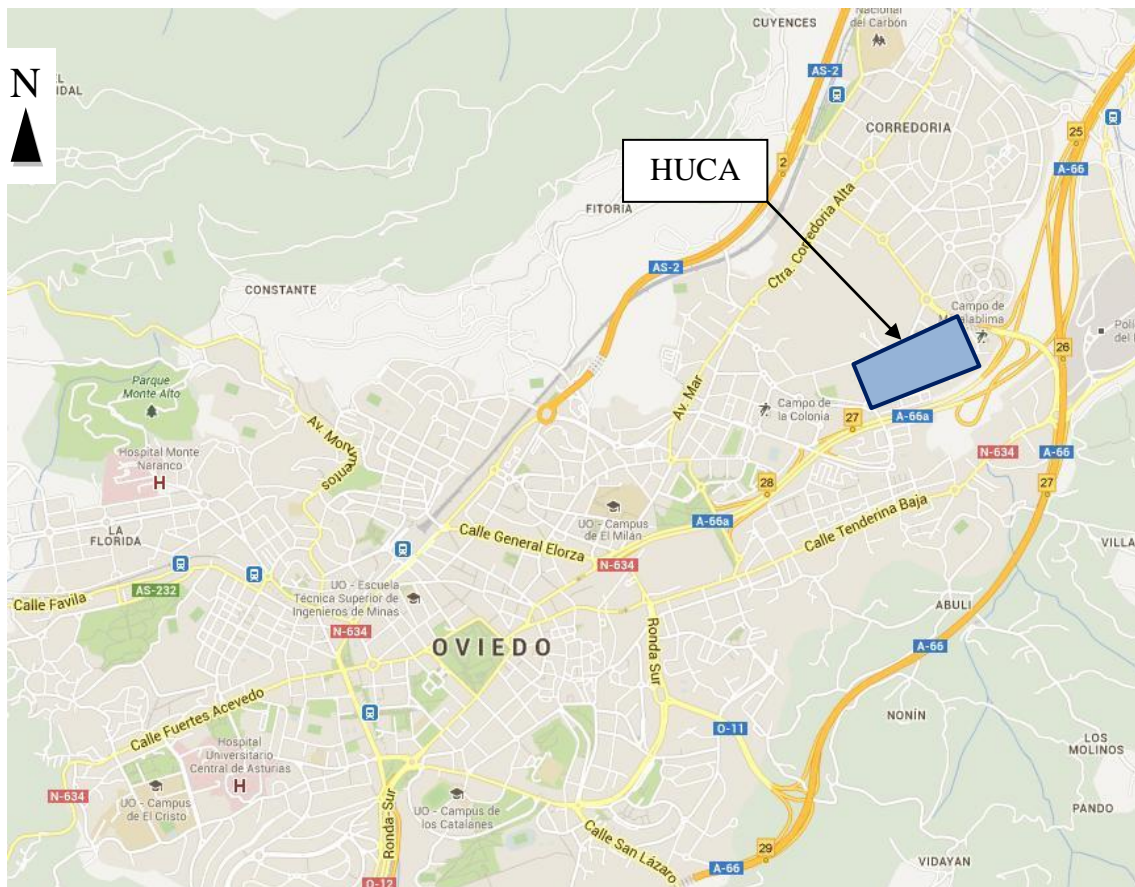 CUYENCES
Nacional
del Carbón
N
IDAL
AS-2
CORREDORIA
25
A-66
2
HUCA
FITORIA
Ctra. Corredoria Alta
AS-2
CONSTANTE
Campo de
26
Parque
Monte Alto
Av. Mar
Campo de
la Colonia
27
A-66a
Av. Monumentos
Hospital Monte
Naranco
H
N-634
A-66
28
27
LA
FLORIDA
UO - Campus
de El Milán
A-66a
Calle Tenderina Baja
Calle General Elorza
VILLA
N-634
UO - Escuela
Técnica Superior de
Ingenieros de Minas
AS-232
Calle Favila
ABULI
N-634
OVIEDO
A-66
Ronda Sur
Calle Fuertes Acevedo
NONÍN
O-11
LOS
MOLINOS
Hospital
Universitario
Central de Asturias
H
N-634
UO - Campus
de El Cristo
UO - Campus de
los Catalanes
Ronda-Sur
PANDO
Calle San Lázaro
29
A-66
VIDAYAN
O-12